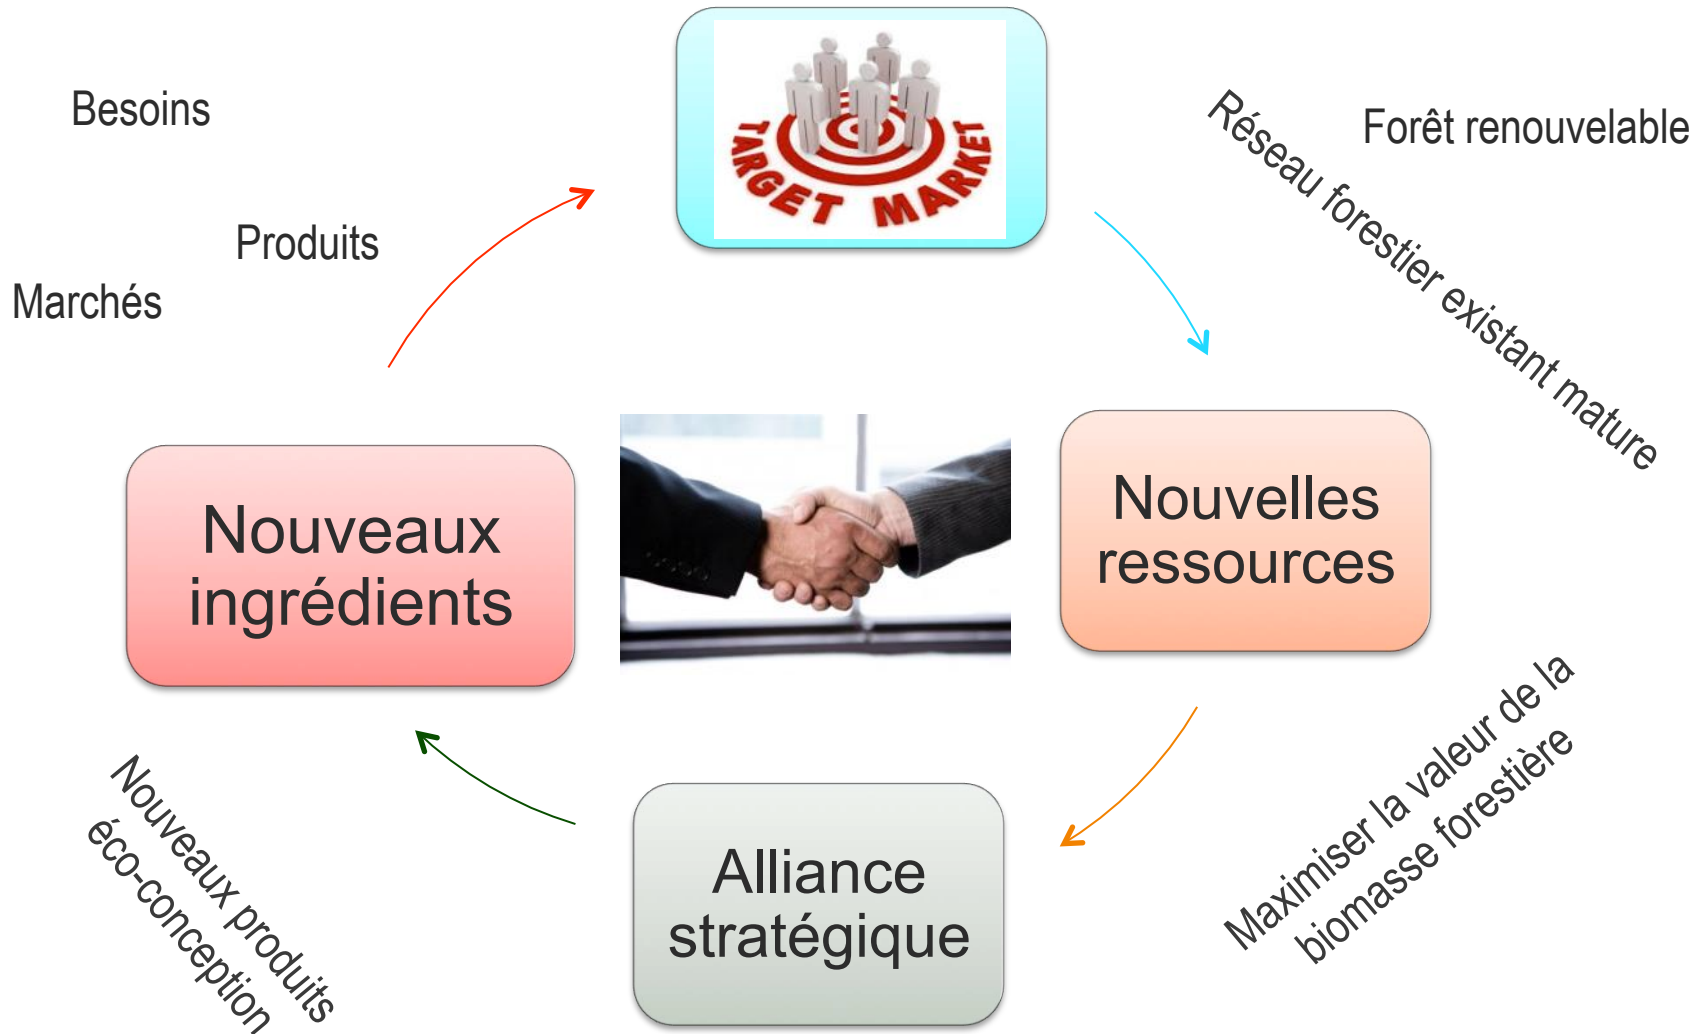 TARGET MARKET
Besoins
Produits
Marchés
Forêt renouvelable
Réseau forestier existant mature
Nouveaux
ingrédients
Nouvelles
ressources
Maximiser la valeur de la
biomasse forestière
Alliance
stratégique
Nouveaux produits
éco-conception